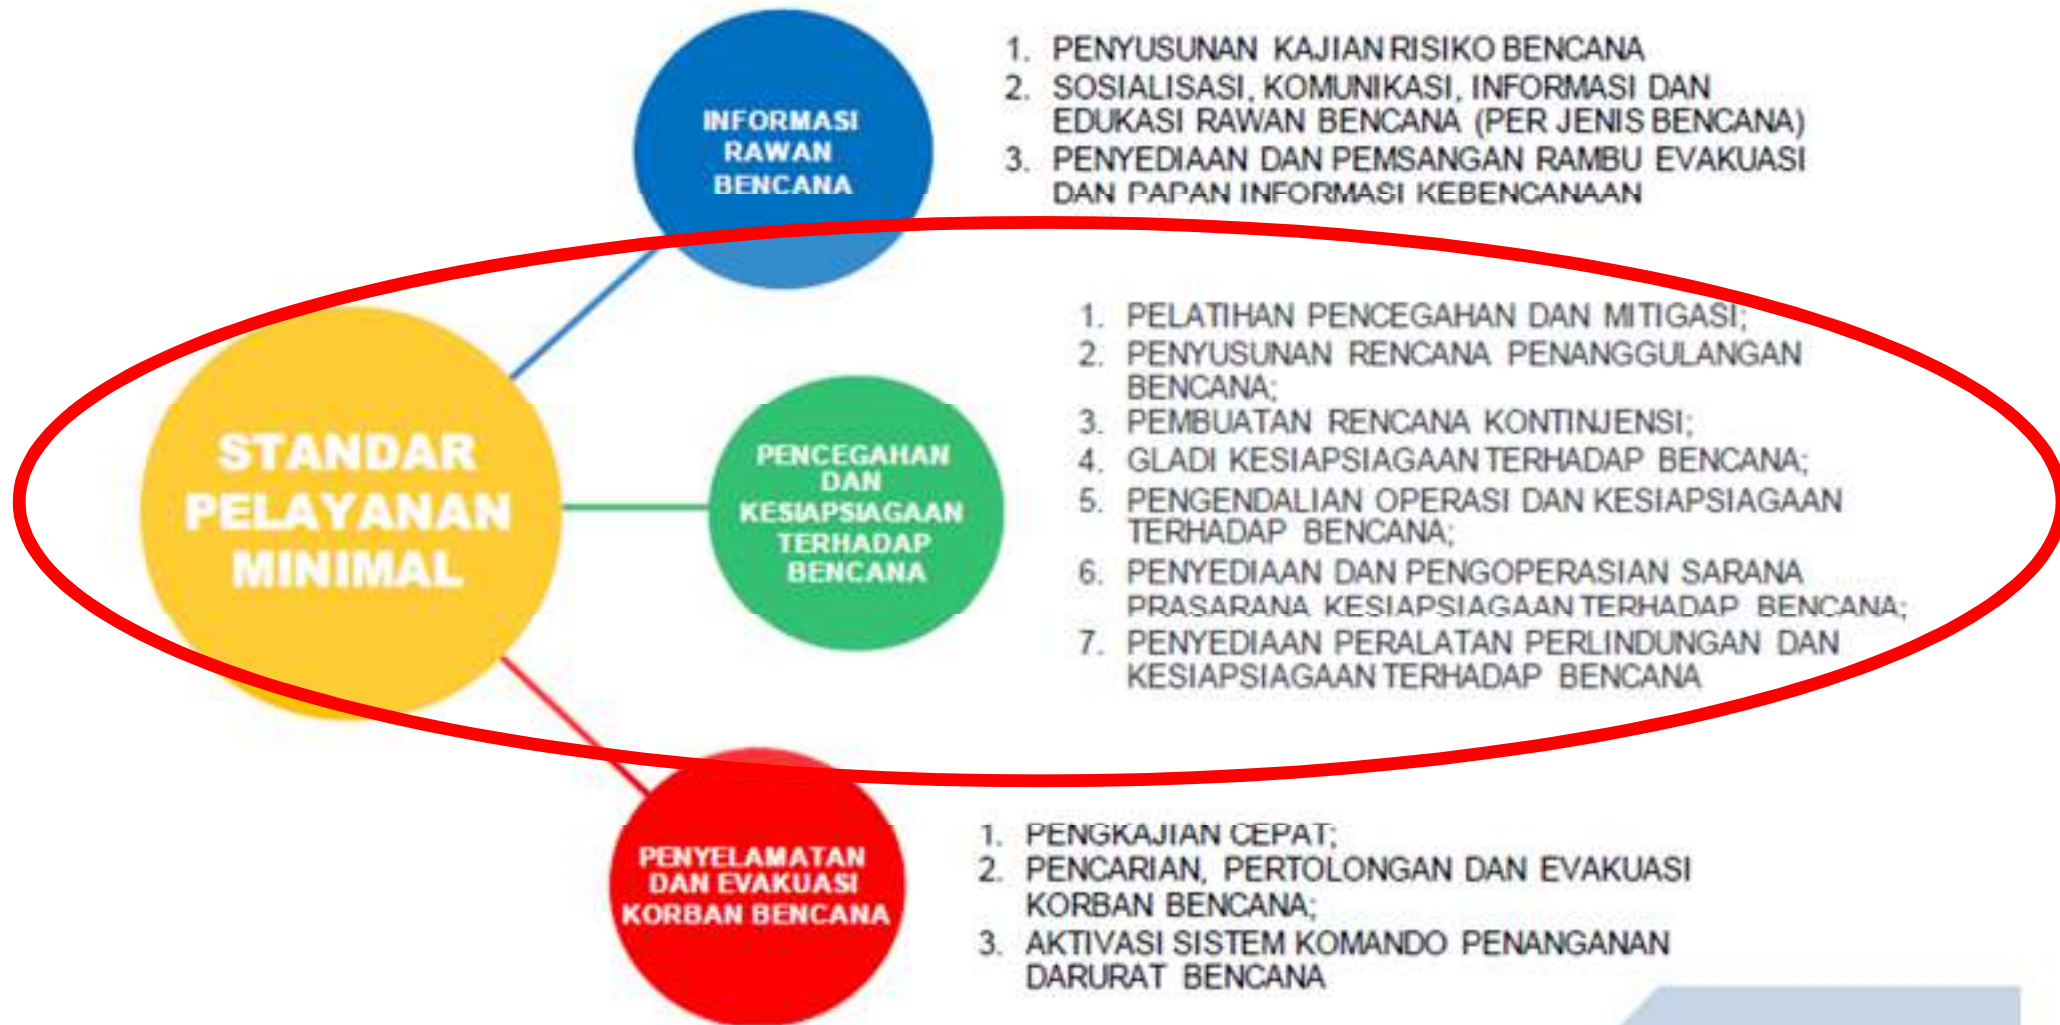 INFORMASI
RAWAN
BENCANA
1. PENYUSUNAN KAJIAN RISIKO BENCANA
2. SOSIALISASI, KOMUNIKASI, INFORMASI DAN
EDUKASI RAWAN BENCANA (PER JENIS BENCANA)
3. PENYEDIAAN DAN PEMSANGAN RAMBU EVAKUASI
DAN PAPAN INFORMASI KEBENCANAAN
STANDAR
PELAYANAN
MINIMAL
PENCEGAHAN
DAN
KESIAPSIAGAAN
TERHADAP
BENCANA
1. PELATIHAN PENCEGAHAN DAN MITIGASI;
2. PENYUSUNAN RENCANA PENANGGULANGAN
BENCANA;
3. PEMBUATAN RENCANA KONTINJENSI;
4. GLADI KESIAPSIAGAAN TERHADAP BENCANA;
5. PENGENDALIAN OPERASI DAN KESIAPSIAGAAN
TERHADAP BENCANA;
6. PENYEDIAAN DAN PENGOPERASIAN SARANA
PRASARANA KESIAPSIAGAAN TERHADAP BENCANA;
7. PENYEDIAAN PERALATAN PERLINDUNGAN DAN
KESIAPSIAGAAN TERHADAP BENCANA
PENYELAMATAN
DAN EVAKUASI
KORBAN BENCANA
1. PENGKAJIAN CEPAT;
2. PENCARIAN, PERTOLONGAN DAN EVAKUASI
KORBAN BENCANA;
3. AKTIVASI SISTEM KOMANDO PENANGANAN
DARURAT BENCANA